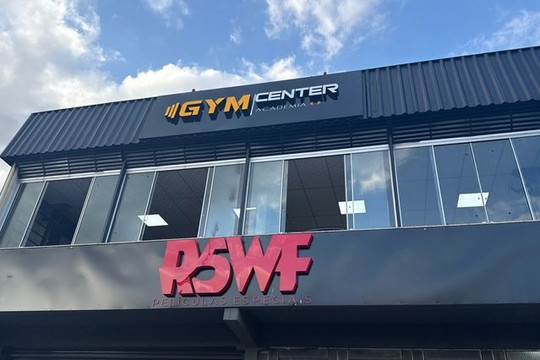 GYM CENTER
ACADEMIA
R5WF
PELÍCULAS ESPECIAIS